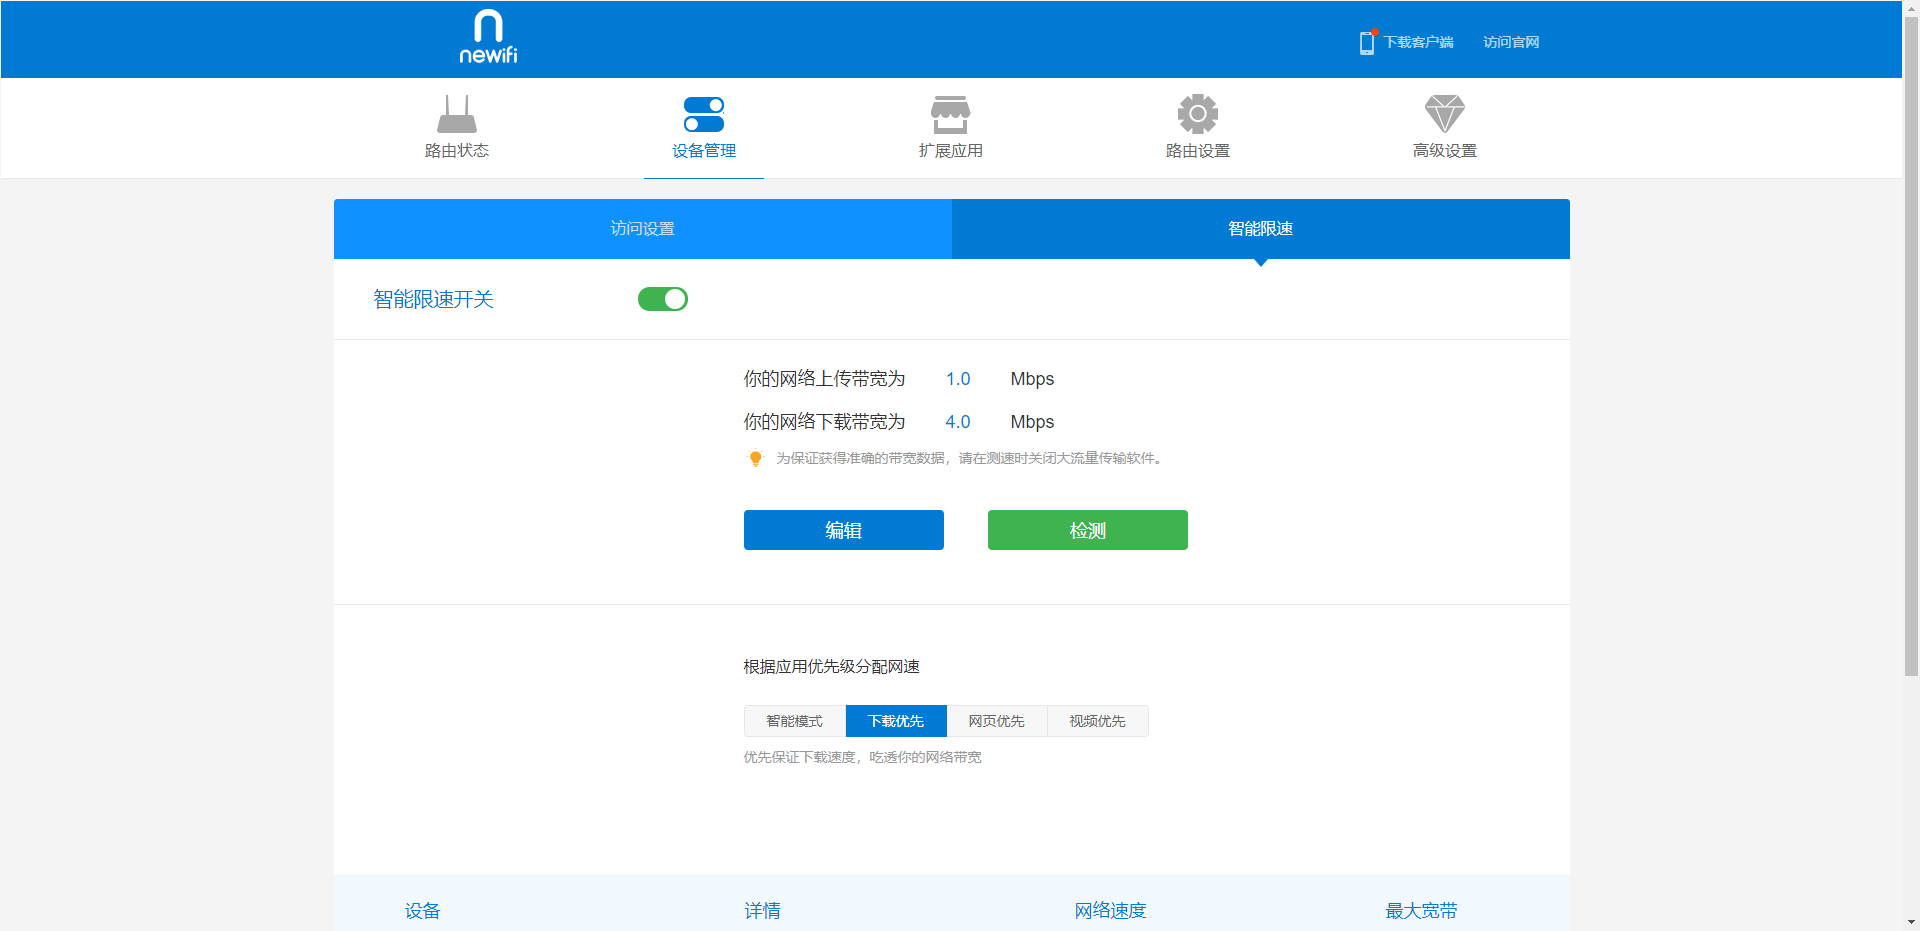 newifi
下载客户端
访问官网
路由状态
设备管理
扩展应用
路由设置
高级设置
访问设置
智能限速
智能限速开关
你的网络上传带宽为 1.0 Mbps
你的网络下载带宽为 4.0 Mbps
为保证获得准确的带宽数据，请在测速时关闭大流量传输软件。
编辑
检测
根据应用优先级分配网速
智能模式
下载优先
网页优先
视频优先
优先保证下载速度，吃透你的网络带宽
设备
详情
网络速度
最大宽带